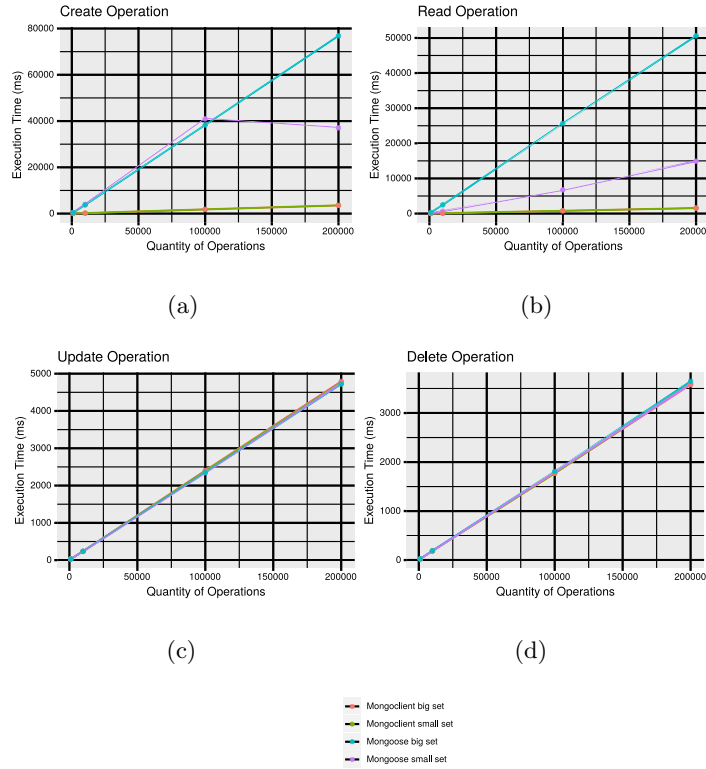 Create Operation
80000
60000
40000
20000
0
Execution Time (ms)
0 50000 100000 150000 200000
Quantity of Operations
(a)
Read Operation
50000
40000
30000
20000
10000
0
Execution Time (ms)
0 50000 100000 150000 200000
Quantity of Operations
(b)
Update Operation
5000
4000
3000
2000
1000
0
Execution Time (ms)
0 50000 100000 150000 200000
Quantity of Operations
(c)
Delete Operation
3000
2000
1000
0
Execution Time (ms)
0 50000 100000 150000 200000
Quantity of Operations
(d)
Mongoclient big set
Mongoclient small set
Mongoose big set
Mongoose small set